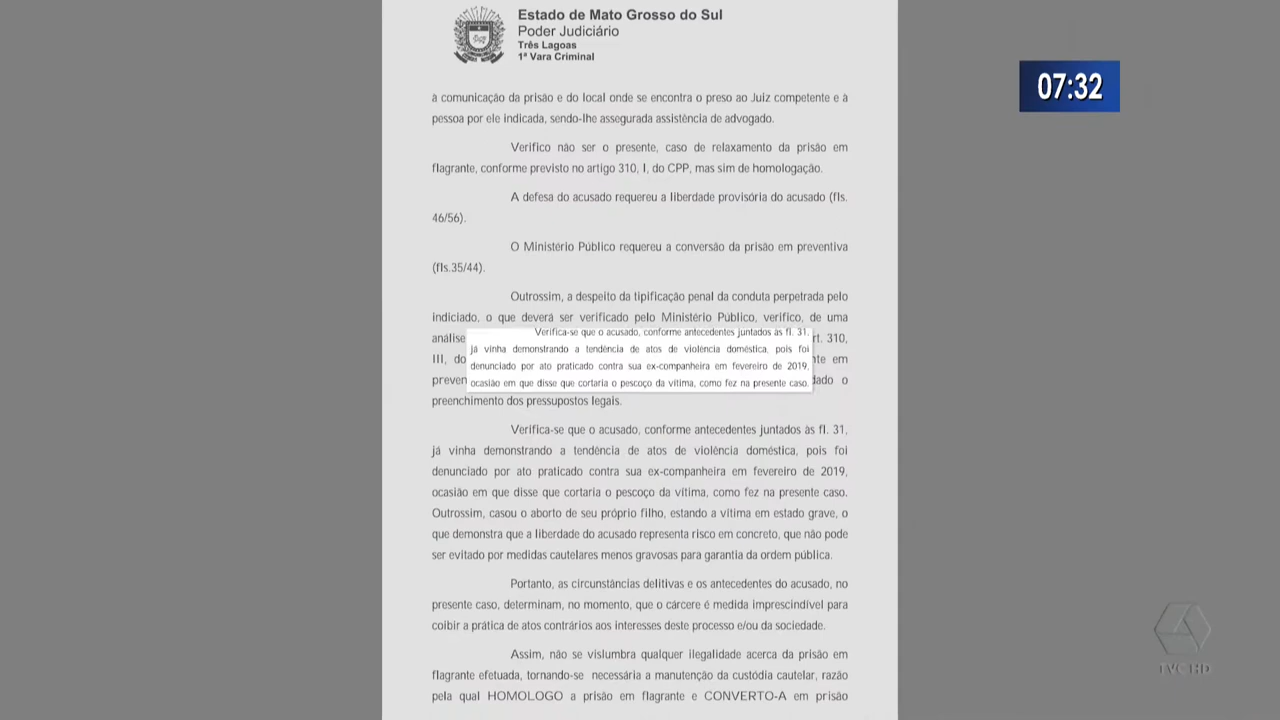 Estado de Mato Grosso do Sul
Poder Judiciário
Três Lagoas
1ª Vara Criminal
07:32
à comunicação da prisão e do local onde se encontra o preso ao Juiz competente e à
pessoa por ele indicada, sendo-lhe assegurada assistência de advogado.
Verifico não ser o presente, caso de relaxamento da prisão em
flagrante, conforme previsto no artigo 310, I, do CPP, mas sim de homologação.
A defesa do acusado requereu a liberdade provisória do acusado (fls.
46/56).
O Ministério Público requereu a conversão da prisão em preventiva
(fls.35/44).
Outrossim, a despeito da tipificação penal da conduta perpetrada pelo
indiciado, o que deverá ser verificado pelo Ministério Público, verifico, de uma
análise rt. 310,
III, do nte em
preven dado o
preenchimento dos pressupostos legais.
Verifica-se que o acusado, conforme antecedentes juntados às fl. 31,
já vinha demonstrando a tendência de atos de violência doméstica, pois foi
denunciado por ato praticado contra sua ex-companheira em fevereiro de 2019,
ocasião em que disse que cortaria o pescoço da vítima, como fez na presente caso.
Verifica-se que o acusado, conforme antecedentes juntados às fl. 31,
já vinha demonstrando a tendência de atos de violência doméstica, pois foi
denunciado por ato praticado contra sua ex-companheira em fevereiro de 2019,
ocasião em que disse que cortaria o pescoço da vítima, como fez na presente caso.
Outrossim, casou o aborto de seu próprio filho, estando a vítima em estado grave, o
que demonstra que a liberdade do acusado representa risco em concreto, que não pode
ser evitado por medidas cautelares menos gravosas para garantia da ordem pública.
Portanto, as circunstâncias delitivas e os antecedentes do acusado, no
presente caso, determinam, no momento, que o cárcere é medida imprescindível para
coibir a prática de atos contrários aos interesses deste processo e/ou da sociedade.
Assim, não se vislumbra qualquer ilegalidade acerca da prisão em
flagrante efetuada, tornando-se necessária a manutenção da custódia cautelar, razão
pela qual HOMOLOGO a prisão em flagrante e CONVERTO-A em prisão
TVC HD